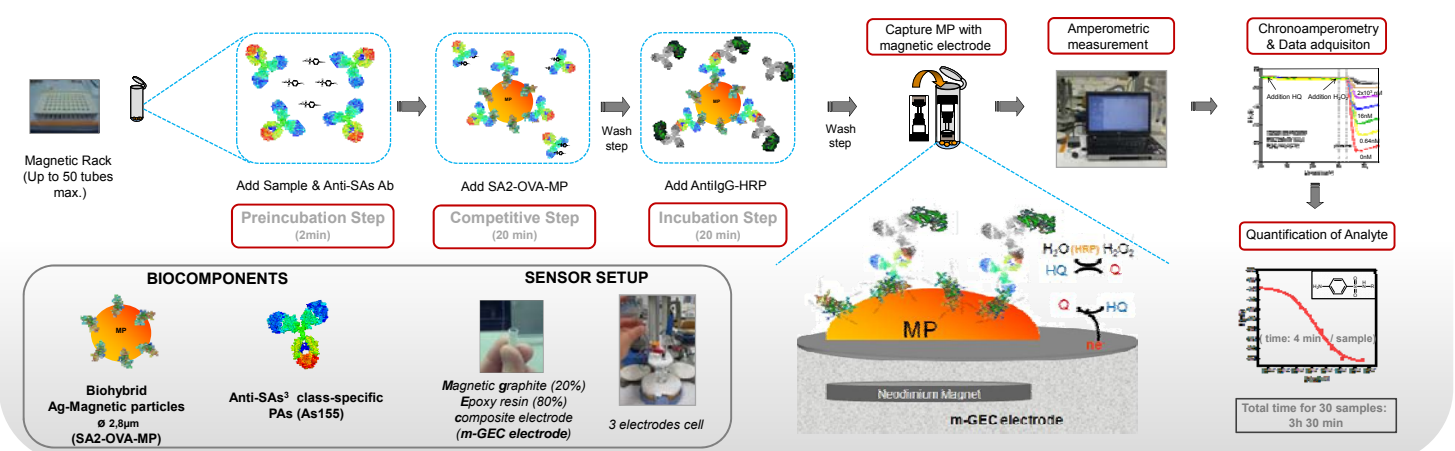 Magnetic Rack
(Up to 50 tubes
max.)
Add Sample & Anti-SAs Ab
Preincubation Step
(2min)
MP
Add SA2-OVA-MP
Competitive Step
(20 min)
Wash
step
MP
Add AntiIgG-HRP
Incubation Step
(20 min)
Wash
step
Capture MP with
magnetic electrode
Amperometric
measurement
Chronoamperometry
& Data adquisiton
Addition HQ
Addition H₂O₂
16nM
0.64nM
0nM
Quantification of Analyte
( time: 4 min / sample)
Total time for 30 samples:
3h 30 min
BIOCOMPONENTS
MP
Biohybrid
Ag-Magnetic particles
ø 2,8µm
(SA2-OVA-MP)
Anti-SAs³ class-specific
PAs (As155)
SENSOR SETUP
Magnetic graphite (20%)
Epoxy resin (80%)
composite electrode
(m-GEC electrode)
3 electrodes cell
H₂O (HRP) H₂O₂
HQ Q
Q HQ
ne
MP
Neodimium Magnet
m-GEC electrode